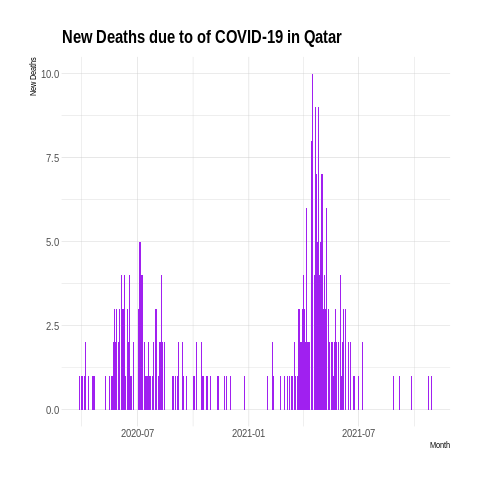 New Deaths due to of COVID-19 in Qatar
New Deaths
10.0
7.5
5.0
2.5
0.0
2020-07
2021-01
2021-07
Month